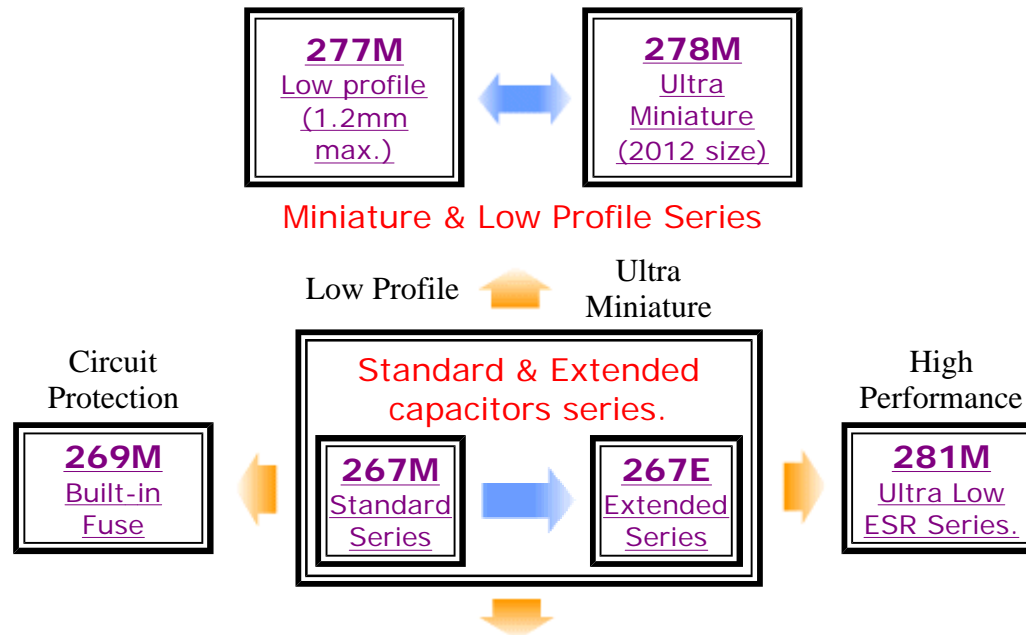 277M
Low profile
(1.2mm
max.)
278M
Ultra
Miniature
(2012 size)
Miniature & Low Profile Series
Low Profile
Ultra
Miniature
Circuit
Protection
269M
Built-in
Fuse
Standard & Extended
capacitors series.
267M
Standard
Series
267E
Extended
Series
High
Performance
281M
Ultra Low
ESR Series.